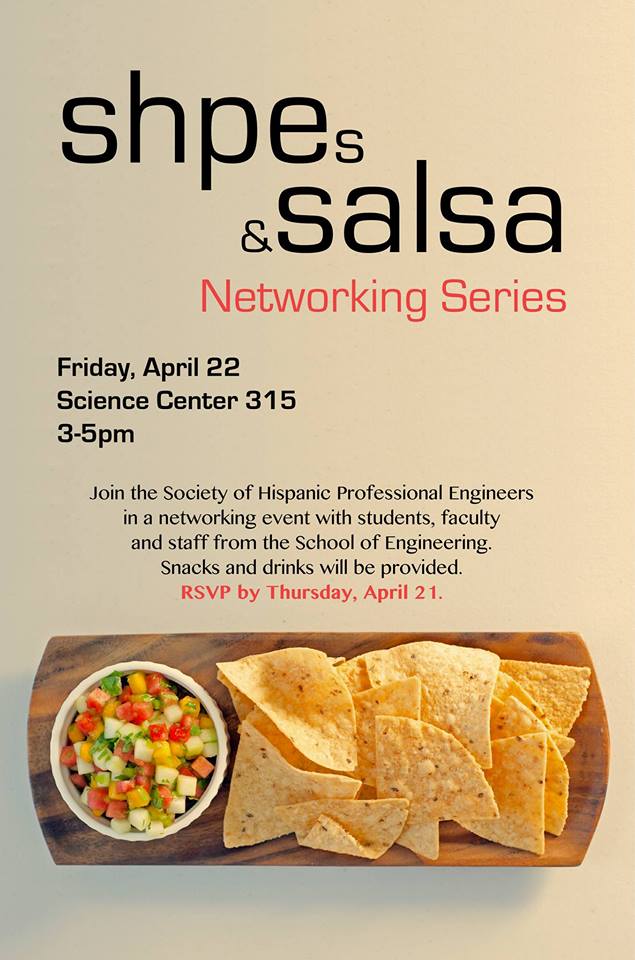 shpes
&salsa
Networking Series
Friday, April 22
Science Center 315
3-5pm
Join the Society of Hispanic Professional Engineers
in a networking event with students, faculty
and staff from the School of Engineering.
Snacks and drinks will be provided.
RSVP by Thursday, April 21.